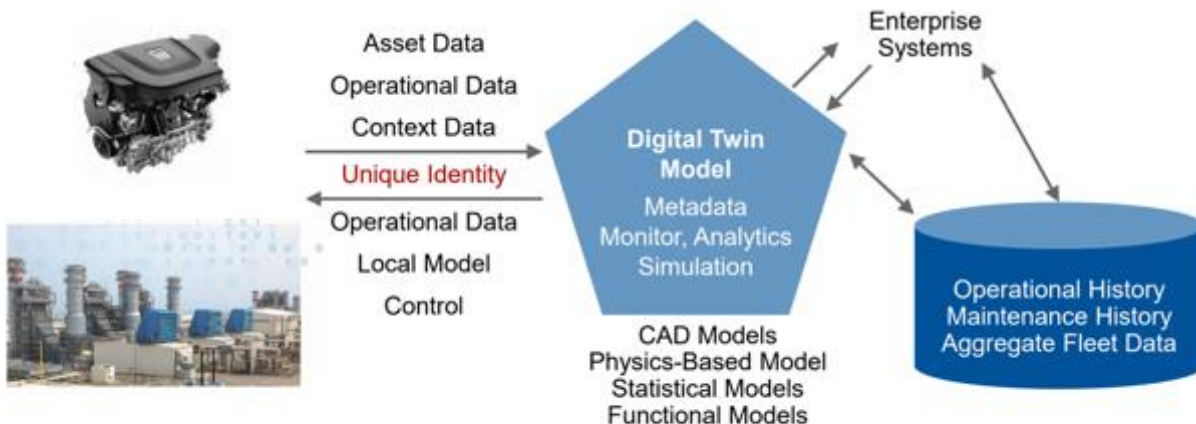 Asset Data
Operational Data
Context Data
Unique Identity
Operational Data
Local Model
Control
Digital Twin
Model
Metadata
Monitor, Analytics
Simulation
CAD Models
Physics-Based Model
Statistical Models
Functional Models
Enterprise
Systems
Operational History
Maintenance History
Aggregate Fleet Data